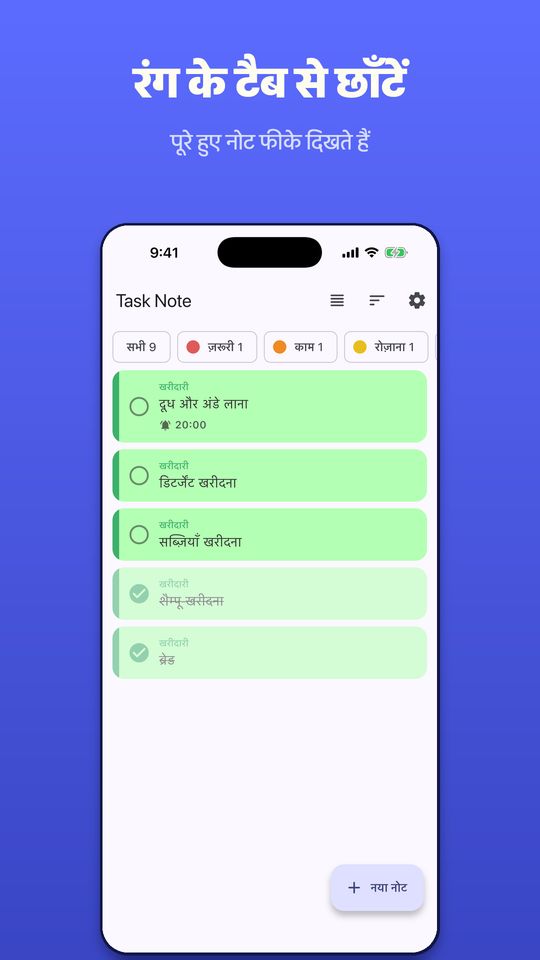 रंग के टैब से छाँटें
पूरे हुए नोट फीके दिखते हैं
9:41
Task Note
सभी 9 ज़रूरी 1 काम 1 रोज़ाना 1
खरीदारी
दूध और अंडे लाना
20:00
खरीदारी
डिटर्जेंट खरीदना
खरीदारी
सब्ज़ियाँ खरीदना
खरीदारी
शैम्पू खरीदना
खरीदारी
ब्रेड
नया नोट